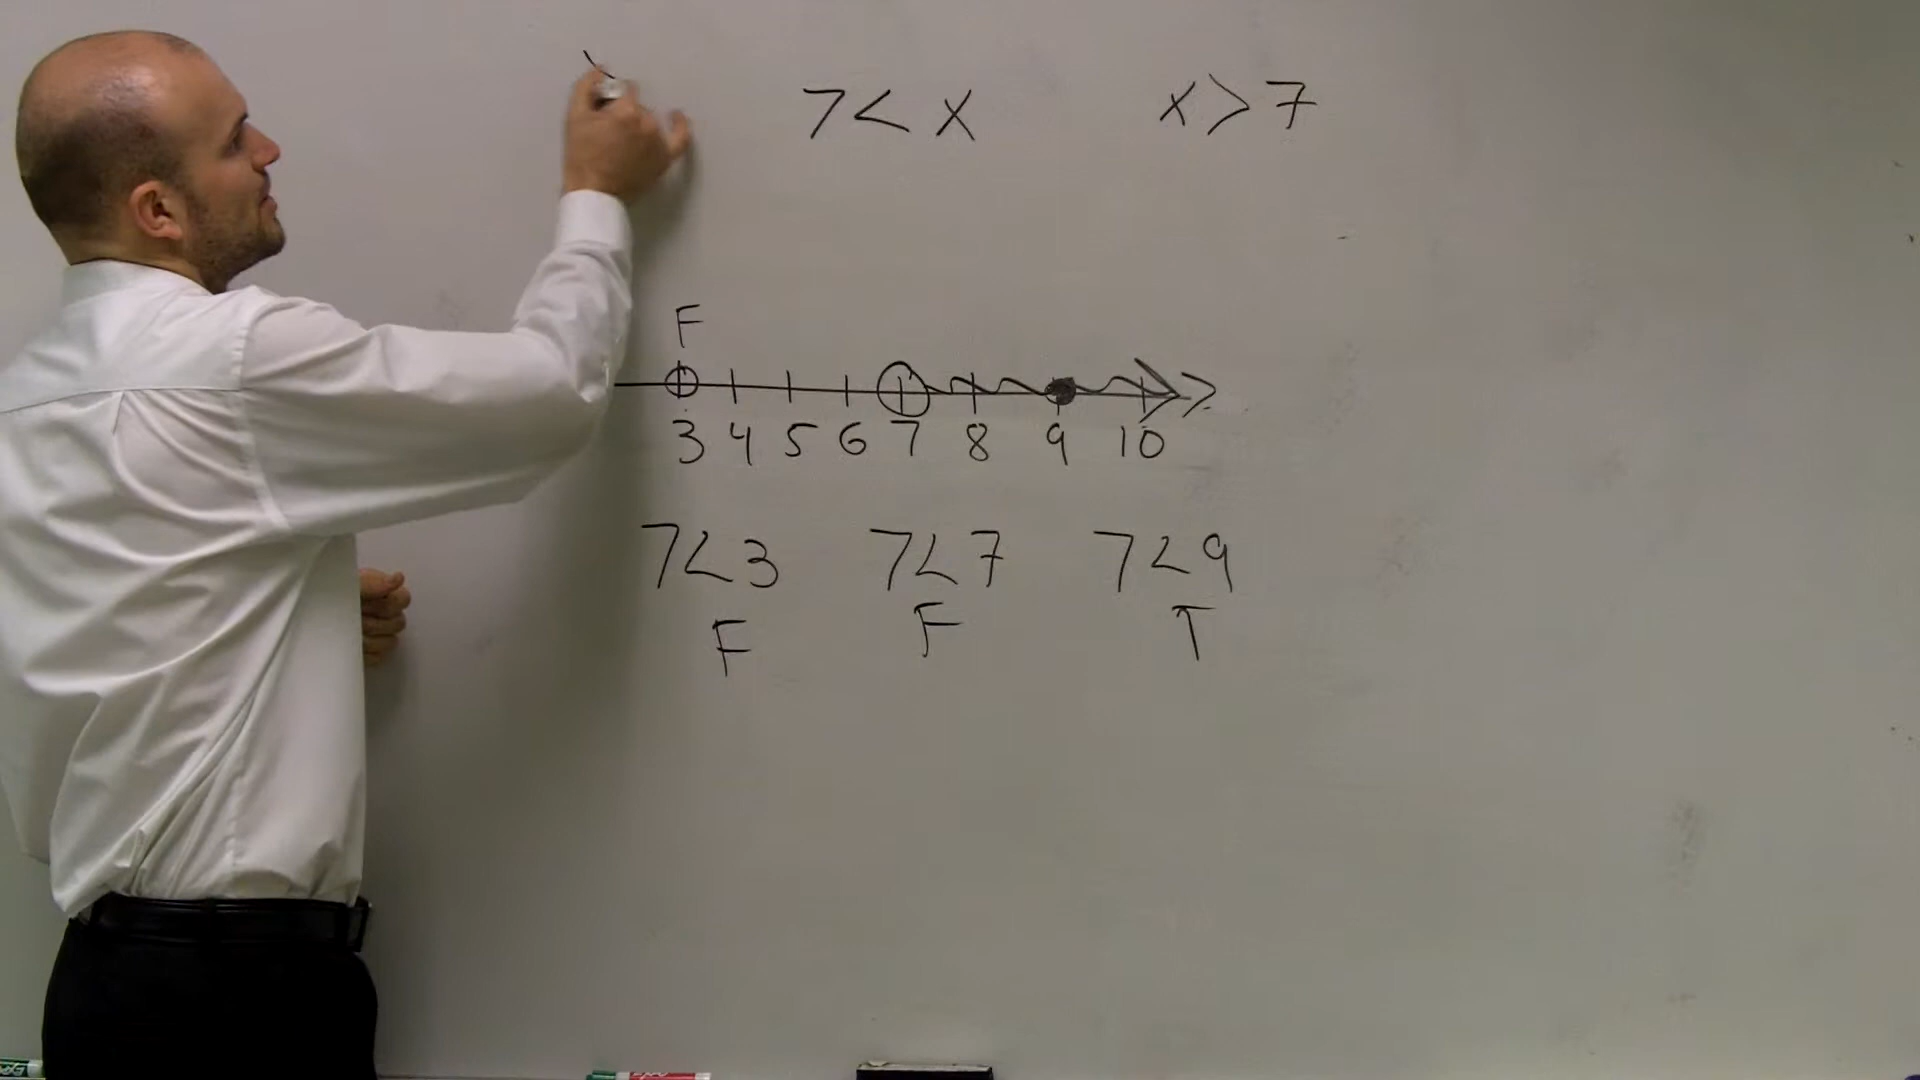 7 < x x > 7
F
3 4 5 6 7 8 9 10
7 < 3 7 < 7 7 < 9
F F T